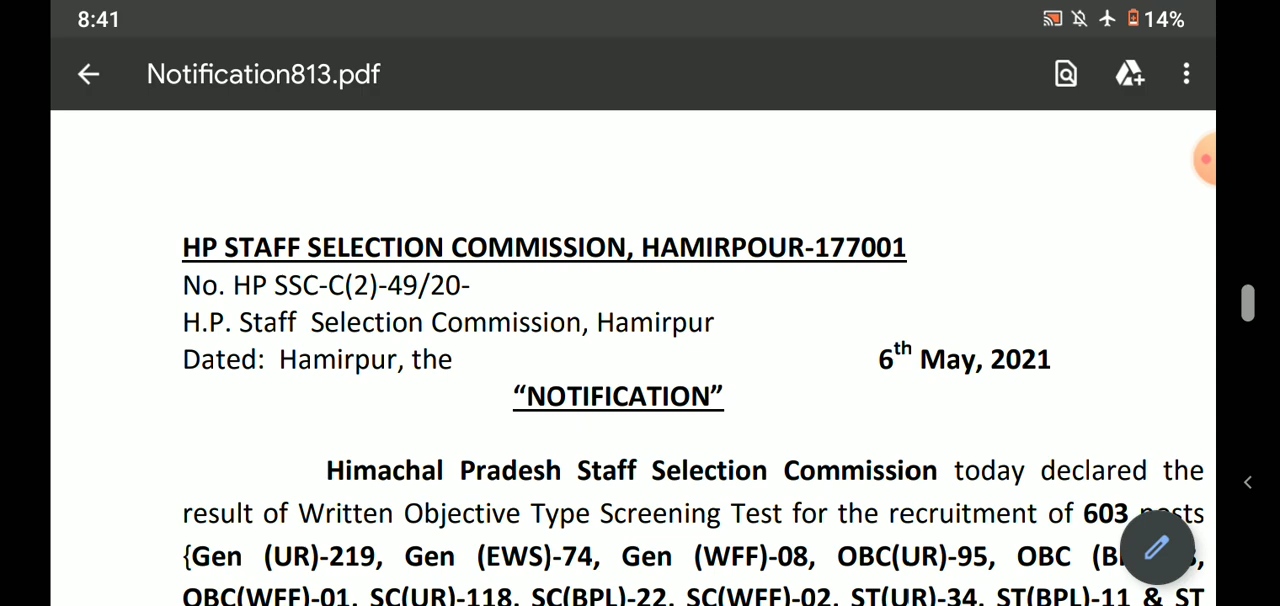 8:41
14%
Notification813.pdf
HP STAFF SELECTION COMMISSION, HAMIRPOUR-177001
No. HP SSC-C(2)-49/20-
H.P. Staff Selection Commission, Hamirpur
Dated: Hamirpur, the 6th May, 2021
“NOTIFICATION”
Himachal Pradesh Staff Selection Commission today declared the
result of Written Objective Type Screening Test for the recruitment of 603
{Gen (UR)-219, Gen (EWS)-74, Gen (WFF)-08, OBC(UR)-95, OBC
OBC(WFF)-01, SC(UR)-118, SC(BPL)-22, SC(WFF)-02, ST(UR)-34, ST(BPL)-11 & ST